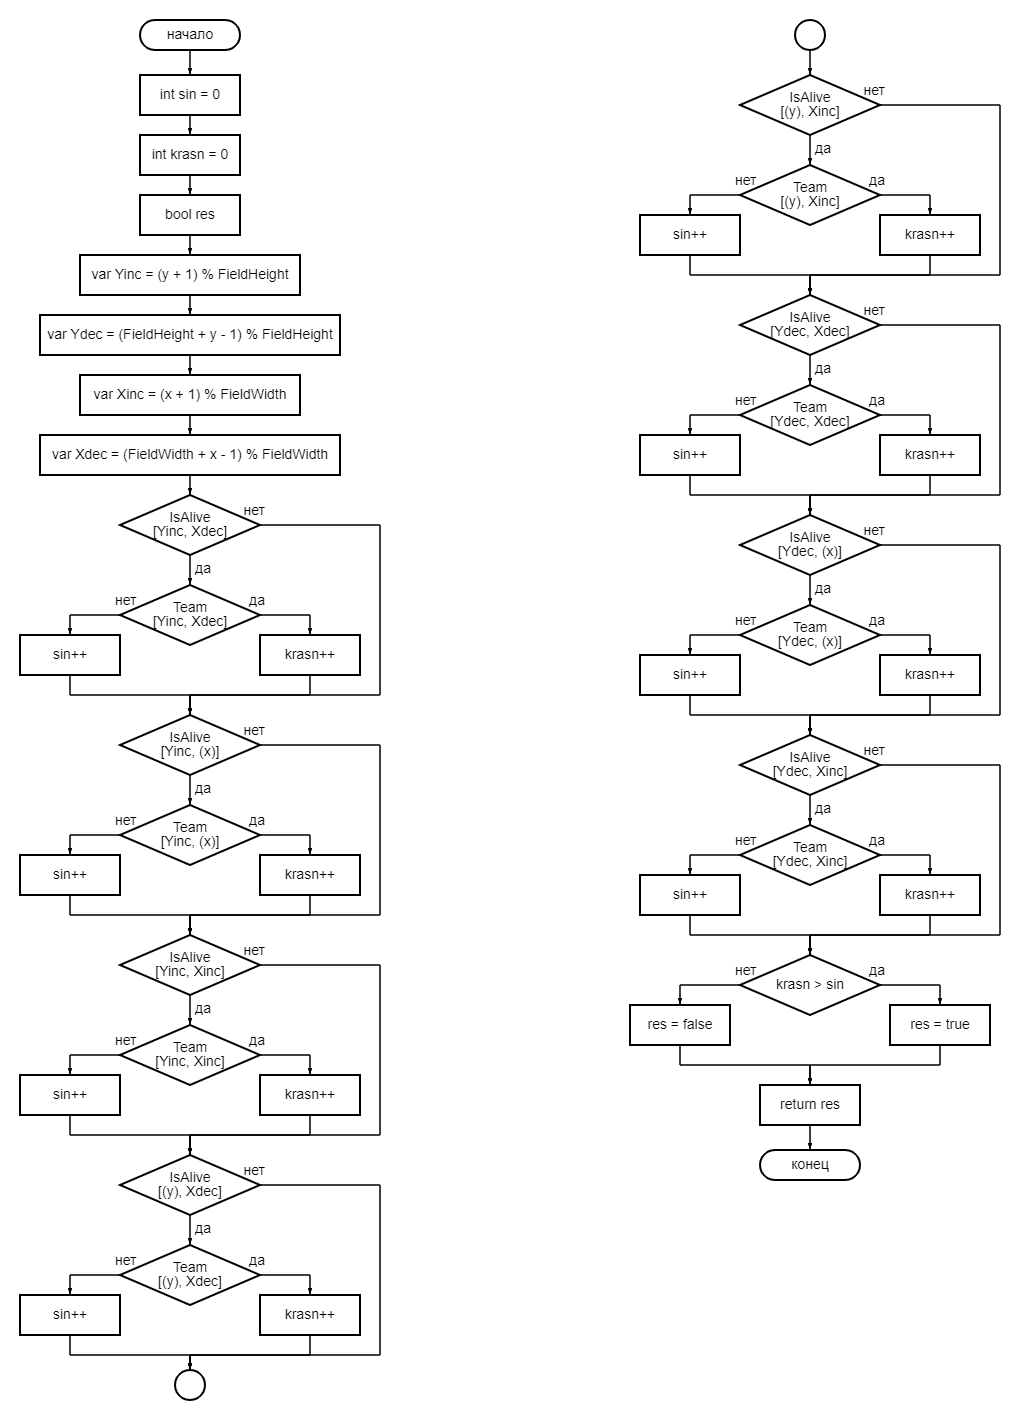 начало
int sin = 0
int krasn = 0
bool res
var Yinc = (y + 1) % FieldHeight
var Ydec = (FieldHeight + y - 1) % FieldHeight
var Xinc = (x + 1) % FieldWidth
var Xdec = (FieldWidth + x - 1) % FieldWidth
IsAlive
[Yinc, Xdec]
нет
да
Team
[Yinc, Xdec]
нет
да
sin++
krasn++
IsAlive
[Yinc, (x)]
нет
да
Team
[Yinc, (x)]
нет
да
sin++
krasn++
IsAlive
[Yinc, Xinc]
нет
да
Team
[Yinc, Xinc]
нет
да
sin++
krasn++
IsAlive
[(y), Xdec]
нет
да
Team
[(y), Xdec]
нет
да
sin++
krasn++
IsAlive
[(y), Xinc]
нет
да
Team
[(y), Xinc]
нет
да
sin++
krasn++
IsAlive
[Ydec, Xdec]
нет
да
Team
[Ydec, Xdec]
нет
да
sin++
krasn++
IsAlive
[Ydec, (x)]
нет
да
Team
[Ydec, (x)]
нет
да
sin++
krasn++
IsAlive
[Ydec, Xinc]
нет
да
Team
[Ydec, Xinc]
нет
да
sin++
krasn++
krasn > sin
нет
да
res = false
res = true
return res
конец